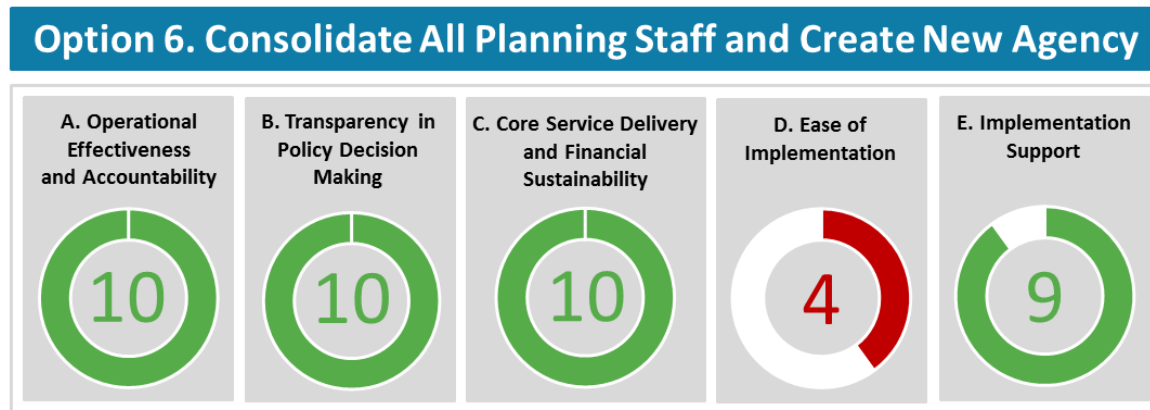 Option 6. Consolidate All Planning Staff and Create New Agency
A. Operational
Effectiveness
and Accountability
10
B. Transparency in
Policy Decision
Making
10
C. Core Service Delivery
and Financial
Sustainability
10
D. Ease of
Implementation
4
E. Implementation
Support
9